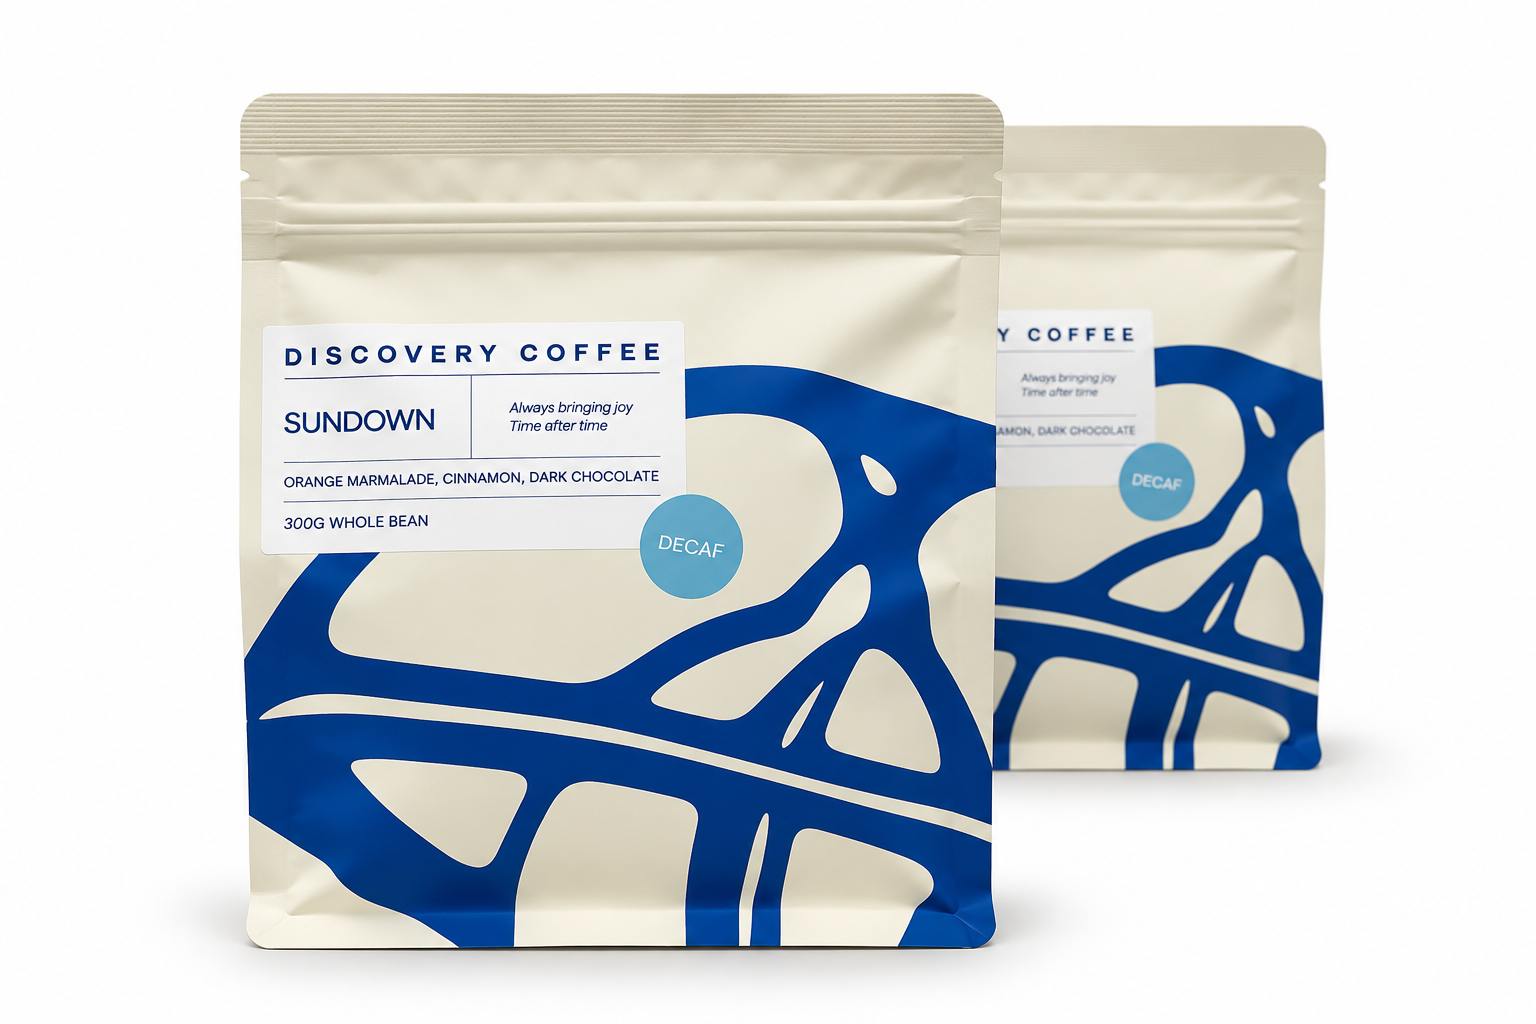 DISCOVERY COFFEE
SUNDOWN
Always bringing joy
Time after time
ORANGE MARMALADE, CINNAMON, DARK CHOCOLATE
300G WHOLE BEAN
DECAF
Y COFFEE
Always bringing joy
Time after time
AMON, DARK CHOCOLATE
DECAF